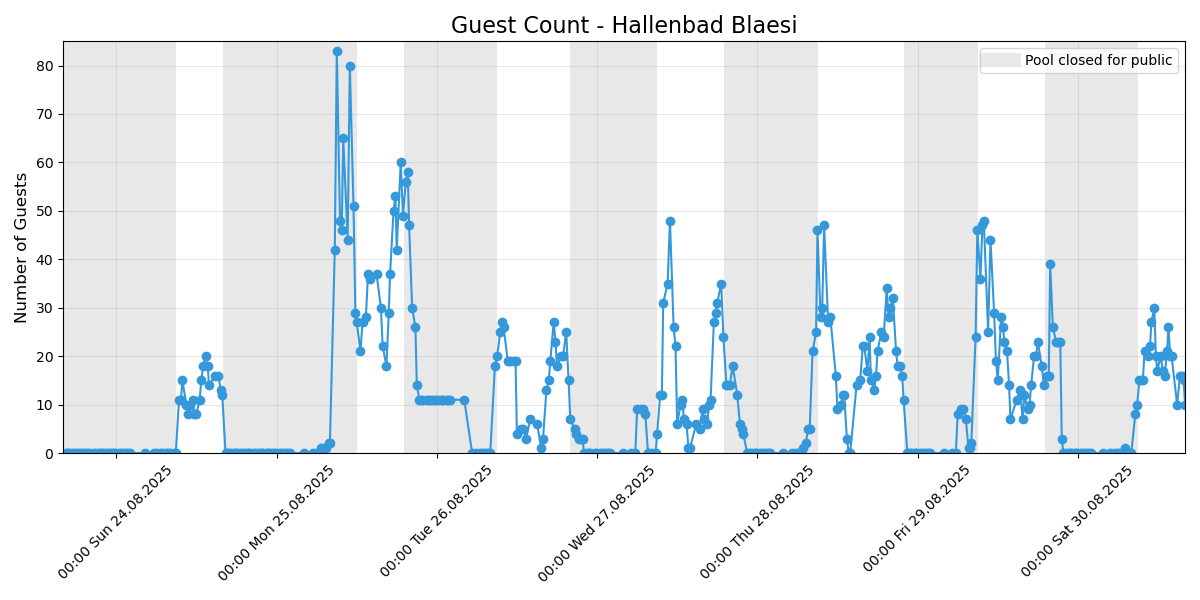 Guest Count - Hallenbad Blaesi
Pool closed for public
Number of Guests
80
70
60
50
40
30
20
10
0
00:00 Sun 24.08.2025
00:00 Mon 25.08.2025
00:00 Tue 26.08.2025
00:00 Wed 27.08.2025
00:00 Thu 28.08.2025
00:00 Fri 29.08.2025
00:00 Sat 30.08.2025